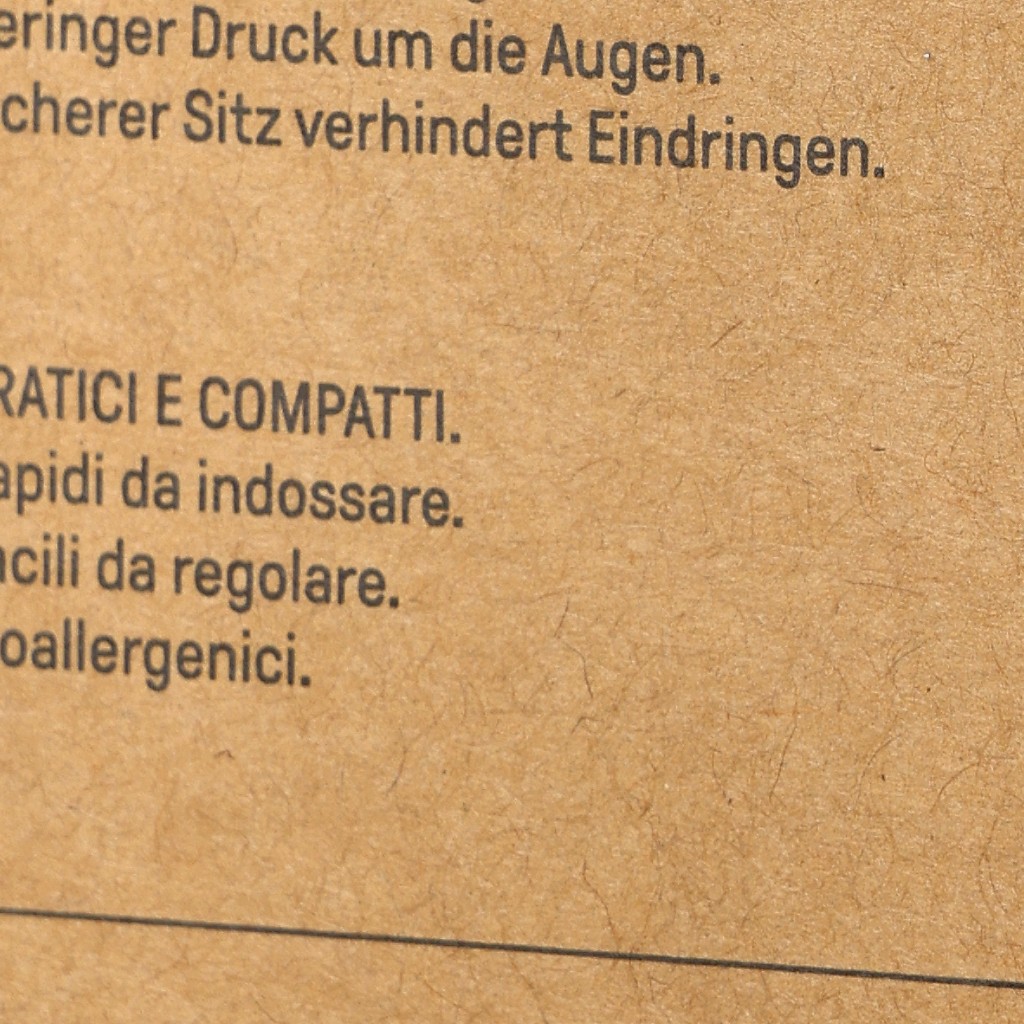 eringer Druck um die Augen.
cherer Sitz verhindert Eindringen.
RATICI E COMPATTI.
apidi da indossare.
acili da regolare.
oallergenici.